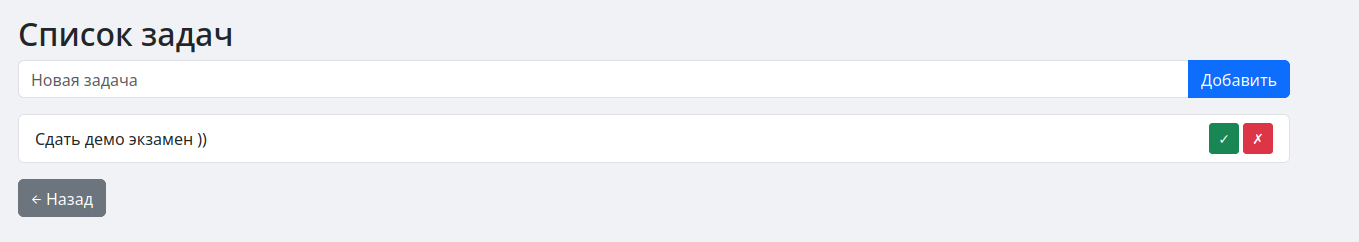 Список задач
Новая задача
Добавить
Сдать демо экзамен ))
✓ ✗
← Назад